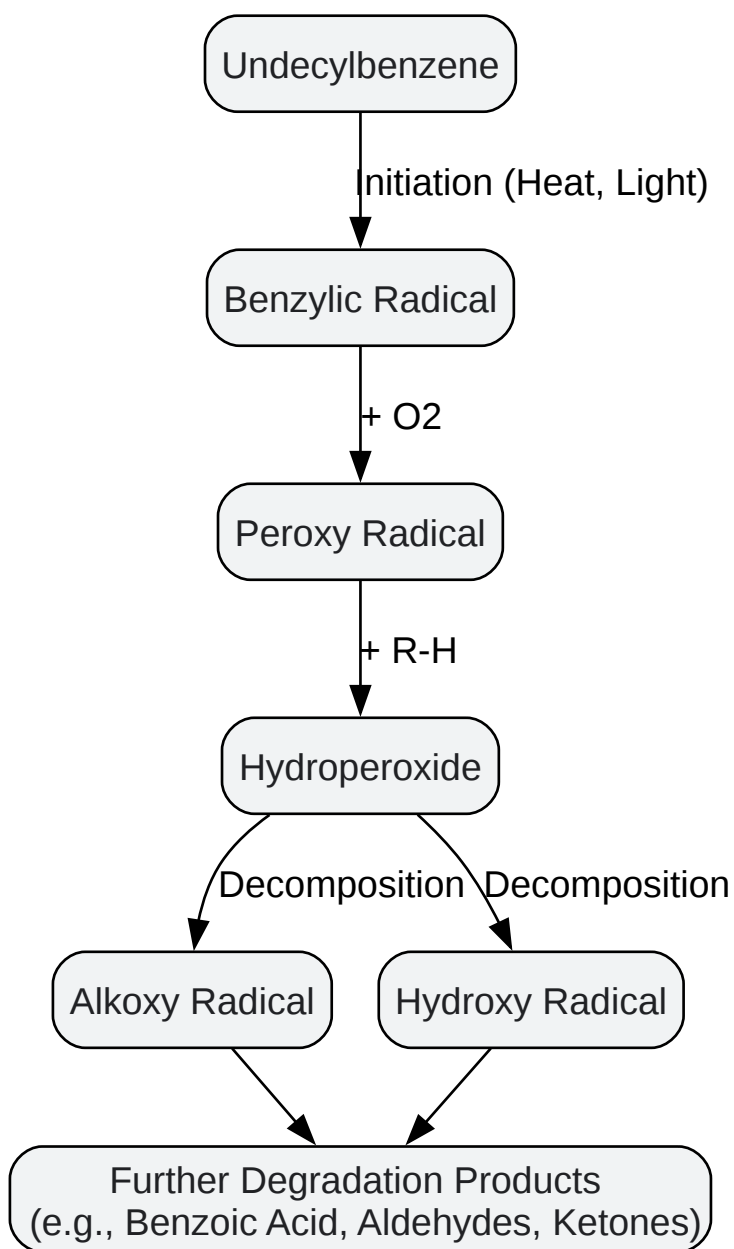 Undecylbenzene
Initiation (Heat, Light)
Benzylic Radical
+ O2
Peroxy Radical
+ R-H
Hydroperoxide
Decomposition
Decomposition
Alkoxy Radical
Hydroxy Radical
Further Degradation Products
(e.g., Benzoic Acid, Aldehydes, Ketones)